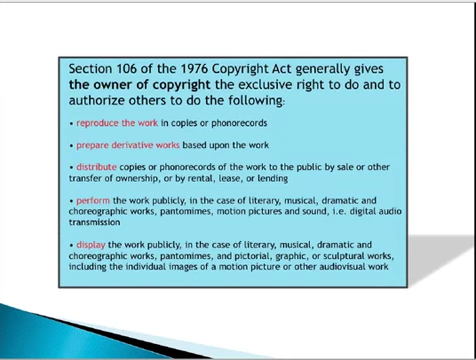 Section 106 of the 1976 Copyright Act generally gives
the owner of copyright the exclusive right to do and to
authorize others to do the following:
• reproduce the work in copies or phonorecords
• prepare derivative works based upon the work
• distribute copies or phonorecords of the work to the public by sale or other
transfer of ownership, or by rental, lease, or lending
• perform the work publicly, in the case of literary, musical, dramatic and
choreographic works, pantomimes, motion pictures and sound, i.e. digital audio
transmission
• display the work publicly, in the case of literary, musical, dramatic and
choreographic works, pantomimes, and pictorial, graphic, or sculptural works,
including the individual images of a motion picture or other audiovisual work